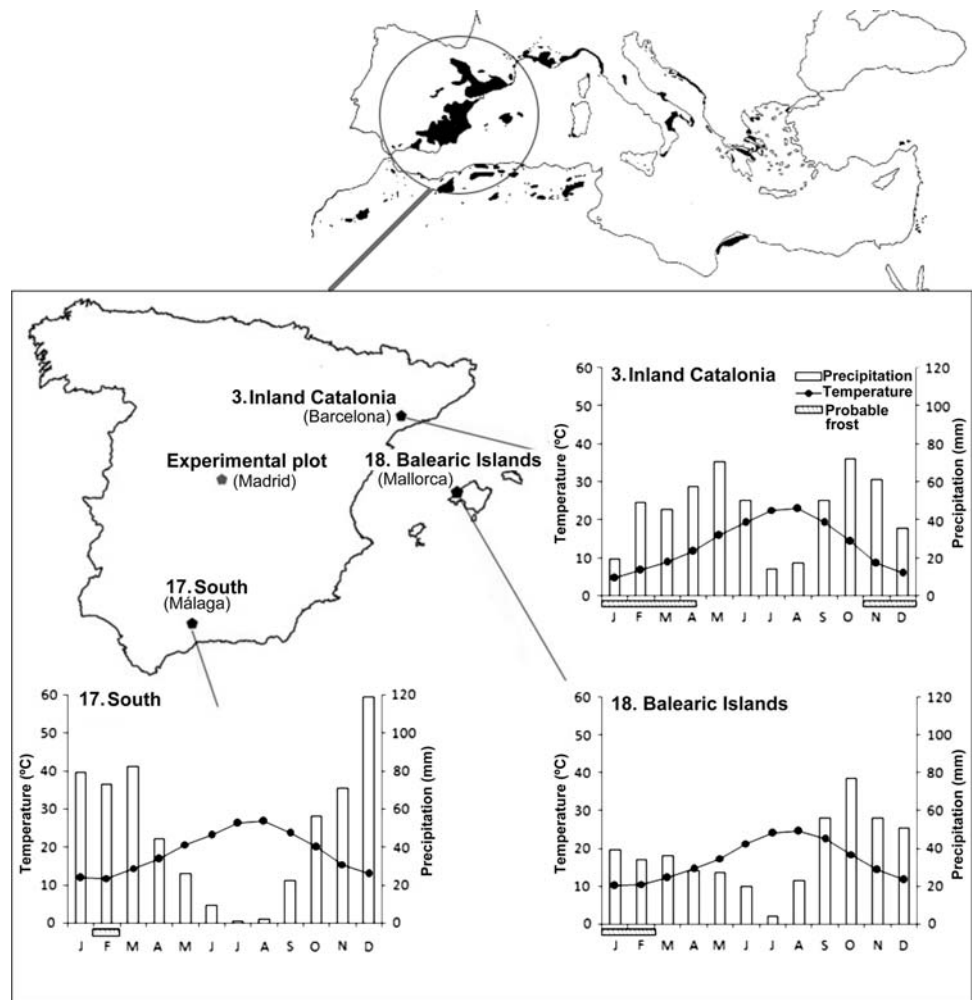 3.Inland Catalonia
(Barcelona)
Experimental plot
(Madrid)
18. Balearic Islands
(Mallorca)
17.South
(Málaga)
3.Inland Catalonia
Precipitation
Temperature
Probable
frost
Temperature (ºC)
60
50
40
30
20
10
0
Precipitation (mm)
120
100
80
60
40
20
0
J F M A M J J A S O N D
17.South
Temperature (ºC)
60
50
40
30
20
10
0
Precipitation (mm)
120
100
80
60
40
20
0
J F M A M J J A S O N D
18. Balearic Islands
Temperature (ºC)
60
50
40
30
20
10
0
Precipitation (mm)
120
100
80
60
40
20
0
J F M A M J J A S O N D